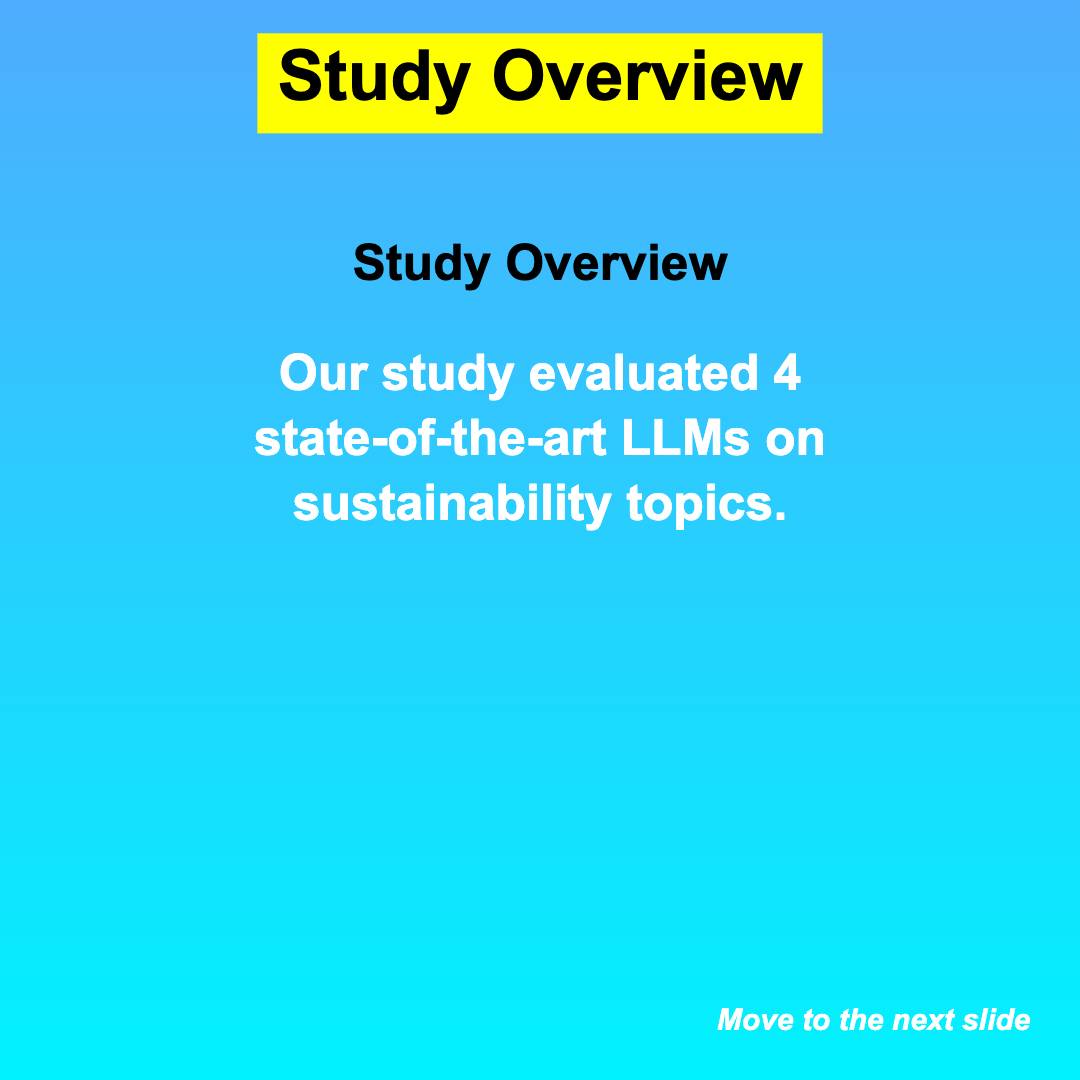 Study Overview
Study Overview
Our study evaluated 4
state-of-the-art LLMs on
sustainability topics.
Move to the next slide